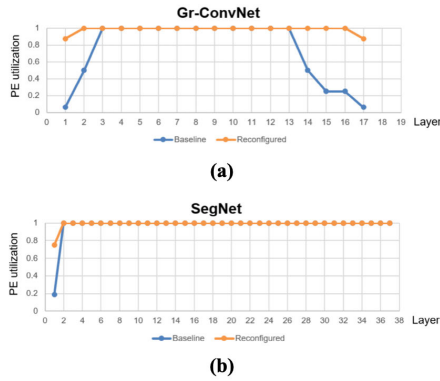 Gr-ConvNet
PE utilization
1
0.8
0.6
0.4
0.2
0
0 1 2 3 4 5 6 7 8 9 10 11 12 13 14 15 16 17 18 19
Layer
Baseline Reconfigured
(a)
SegNet
PE utilization
1
0.8
0.6
0.4
0.2
0
0 2 4 6 8 10 12 14 16 18 20 22 24 26 28 30 32 34 36 38
Layer
Baseline Reconfigured
(b)